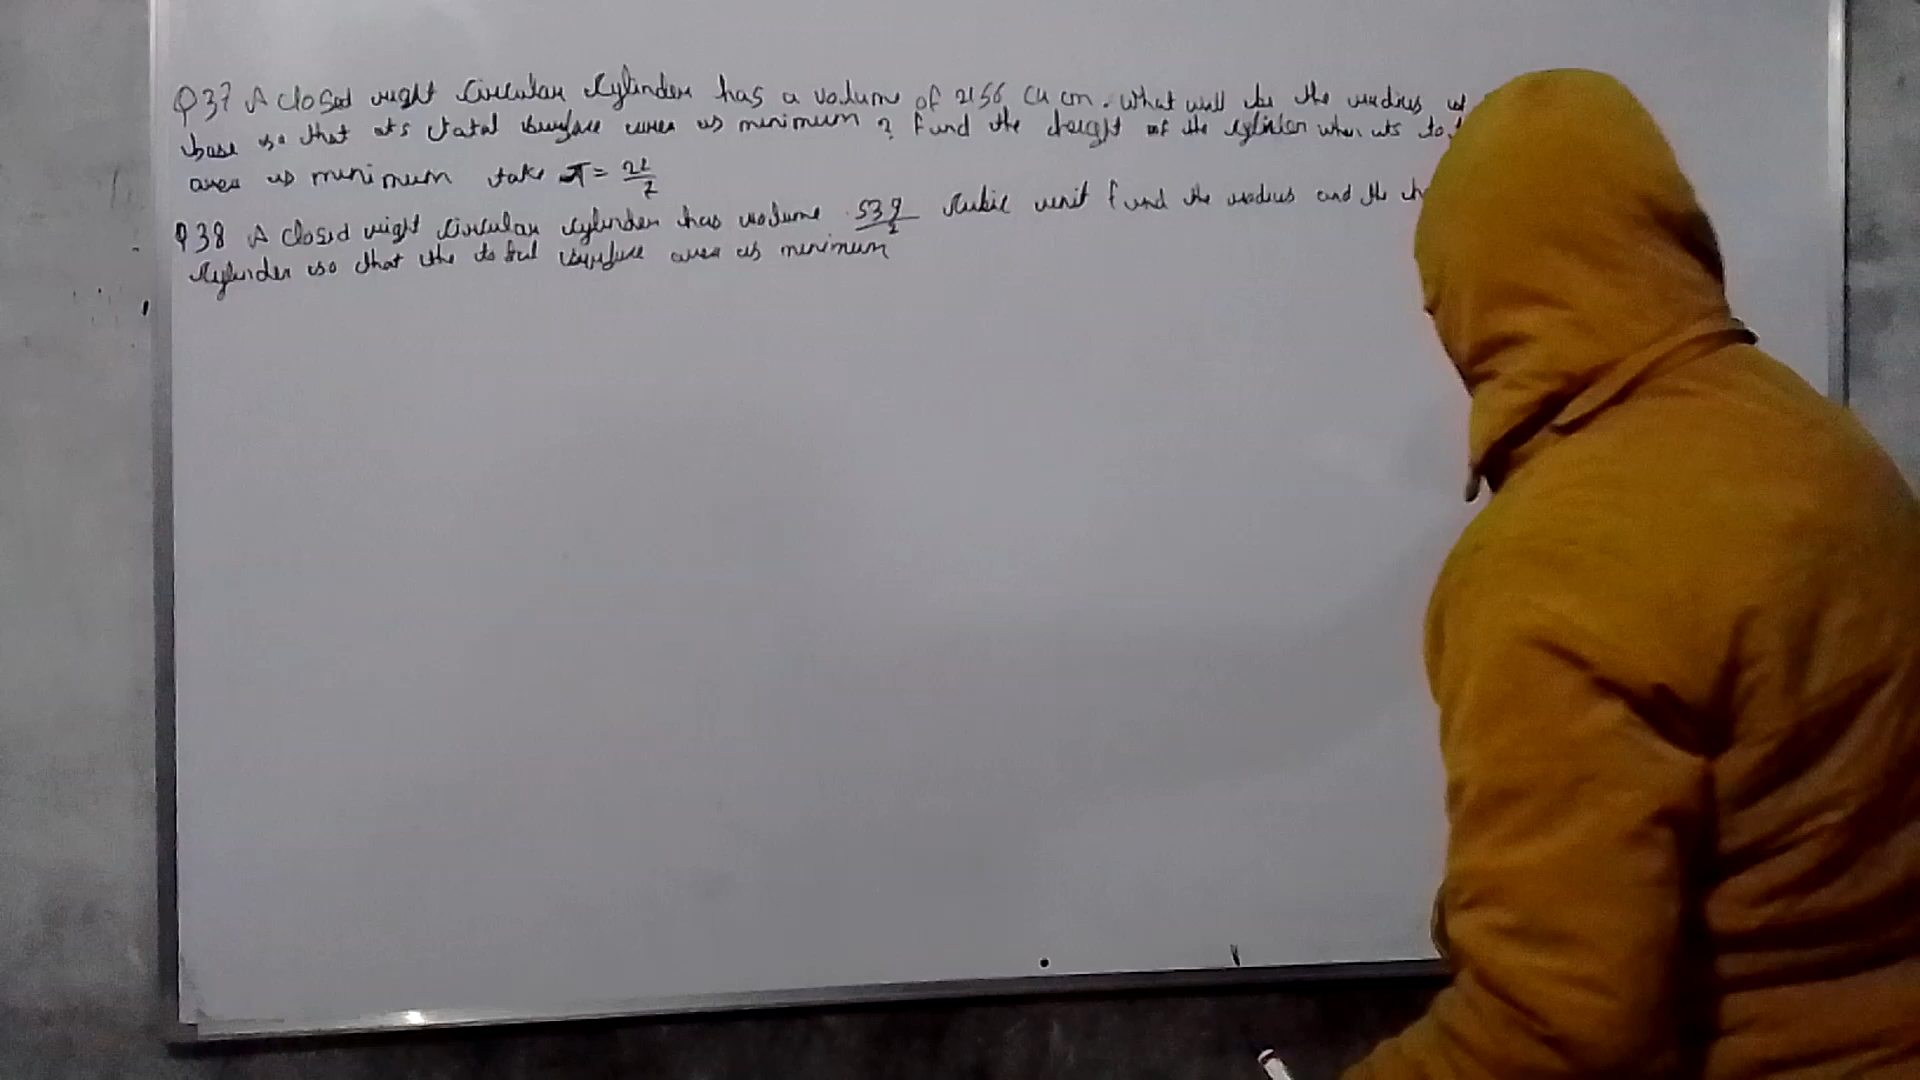 Q37 A closed right circular cylinder has a volume of 2156 cu cm. What will be the radius of
base so that its total surface area is minimum ? Find the height of the cylinder when its
area is minimum take π = 22/7
Q38 A closed right circular cylinder has volume 539/2 cubic unit find the radius and the
cylinder so that the total surface area is minimum